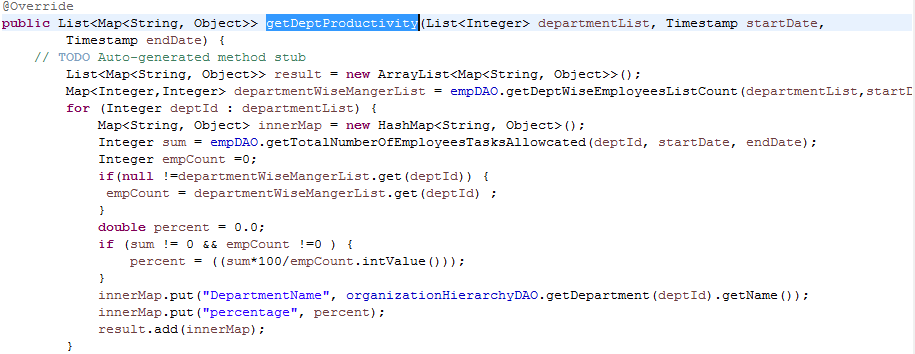 @Override
public List<Map<String, Object>> getDeptProductivity(List<Integer> departmentList, Timestamp startDate,
        Timestamp endDate) {
    // TODO Auto-generated method stub
        List<Map<String, Object>> result = new ArrayList<Map<String, Object>>();
        Map<Integer,Integer> departmentWiseMangerList = empDAO.getDeptWiseEmployeesListCount(departmentList,startD
        for (Integer deptId : departmentList) {
            Map<String, Object> innerMap = new HashMap<String, Object>();
            Integer sum = empDAO.getTotalNumberOfEmployeesTasksAllowcated(deptId, startDate, endDate);
            Integer empCount =0;
            if(null !=departmentWiseMangerList.get(deptId)) {
             empCount = departmentWiseMangerList.get(deptId) ;
            }
            double percent = 0.0;
            if (sum != 0 && empCount !=0 ) {
                percent = ((sum*100/empCount.intValue()));
            }
            innerMap.put("DepartmentName", organizationHierarchyDAO.getDepartment(deptId).getName());
            innerMap.put("percentage", percent);
            result.add(innerMap);
        }